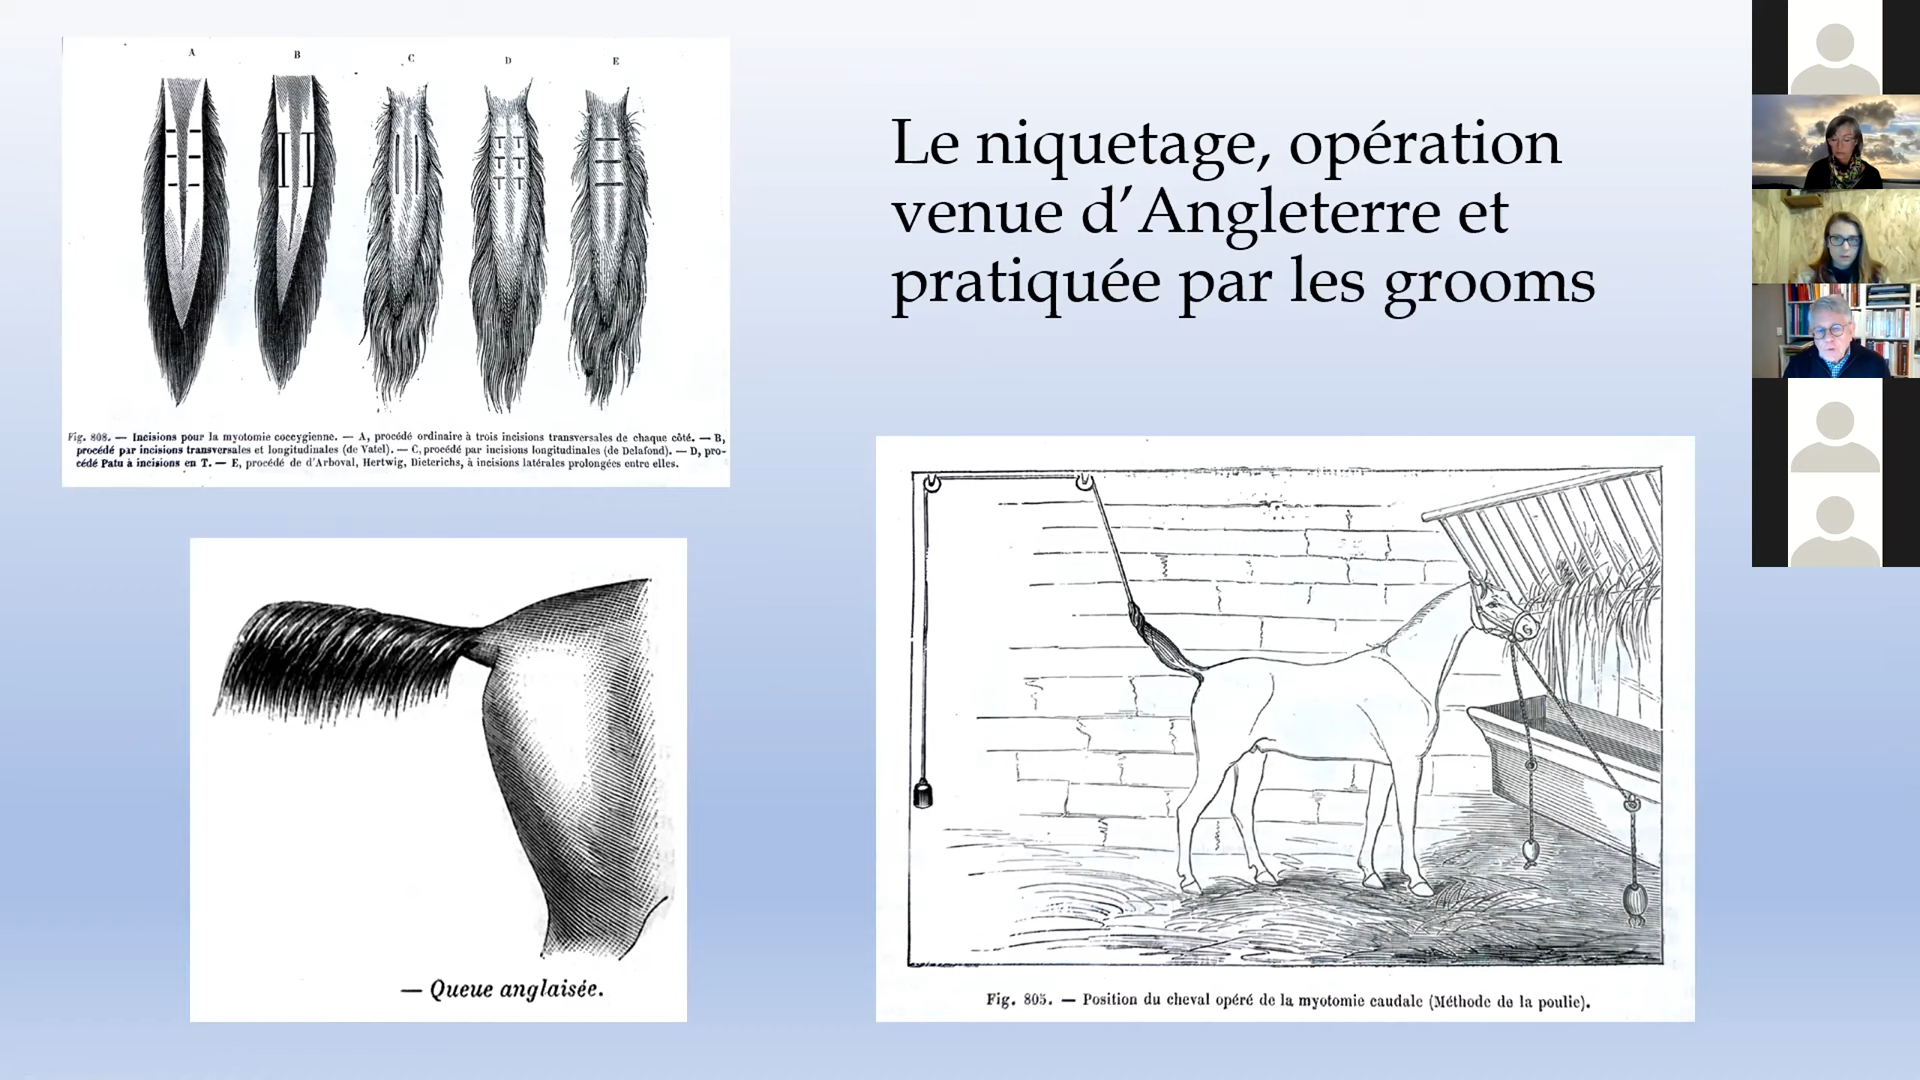 A B C D E
Fig. 808. — Incisions pour la myotomie coccygienne. — A, procédé ordinaire à trois incisions transversales de chaque côté. — B,
procédé par incisions transversales et longitudinales (de Vatel). — C, procédé par incisions longitudinales (de Delafond). — D, pro-
cédé Patu à incisions en T. — E, procédé de d'Arboval, Hertwig, Dieterichs, à incisions latérales prolongées entre elles.
Le niquetage, opération
venue d’Angleterre et
pratiquée par les grooms
— Queue anglaisée.
Fig. 805. — Position du cheval opéré de la myotomie caudale (Méthode de la poulie).